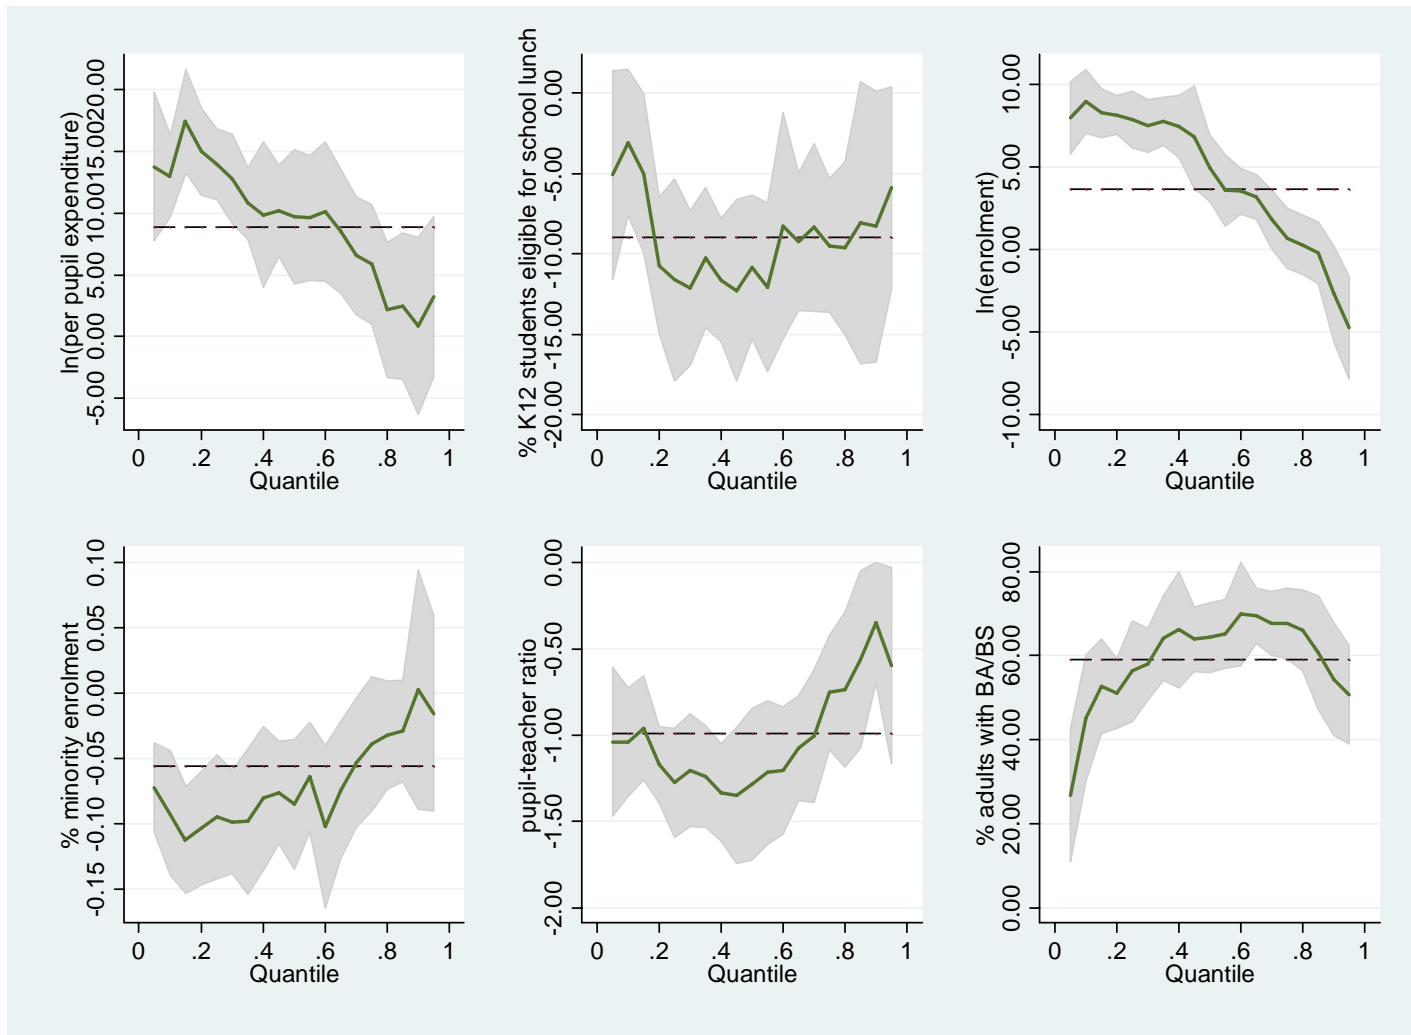 ln(per pupil expenditure)
-5.00 0.00 5.00 10.00 15.00 20.00
0 .2 .4 .6 .8 1
Quantile
% K12 students eligible for school lunch
-20.00 -15.00 -10.00 -5.00 0.00
0 .2 .4 .6 .8 1
Quantile
ln(enrolment)
-10.00 -5.00 0.00 5.00 10.00
0 .2 .4 .6 .8 1
Quantile
% minority enrolment
-0.15 -0.10 -0.05 0.00 0.05 0.10
0 .2 .4 .6 .8 1
Quantile
pupil-teacher ratio
-2.00 -1.50 -1.00 -0.50 0.00
0 .2 .4 .6 .8 1
Quantile
% adults with BA/BS
0.00 20.00 40.00 60.00 80.00
0 .2 .4 .6 .8 1
Quantile